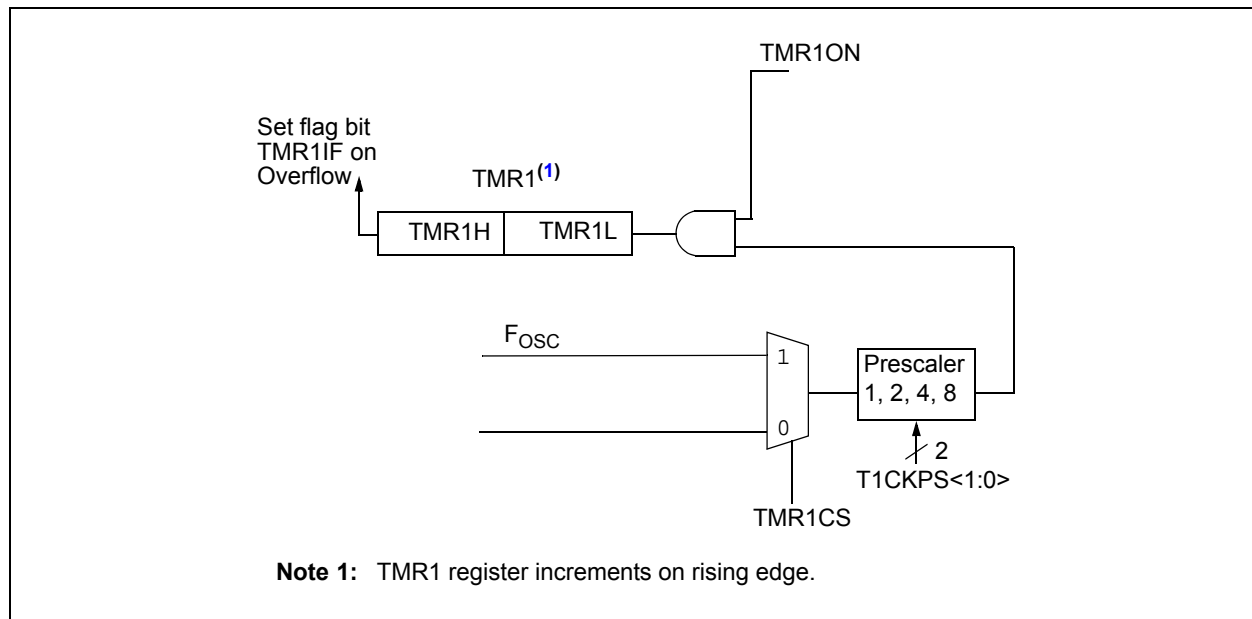 TMR1ON
Set flag bit
TMR1IF on
Overflow
TMR1(1)
TMR1H
TMR1L
FOSC
1
0
Prescaler
1, 2, 4, 8
2
T1CKPS<1:0>
TMR1CS
Note 1: TMR1 register increments on rising edge.